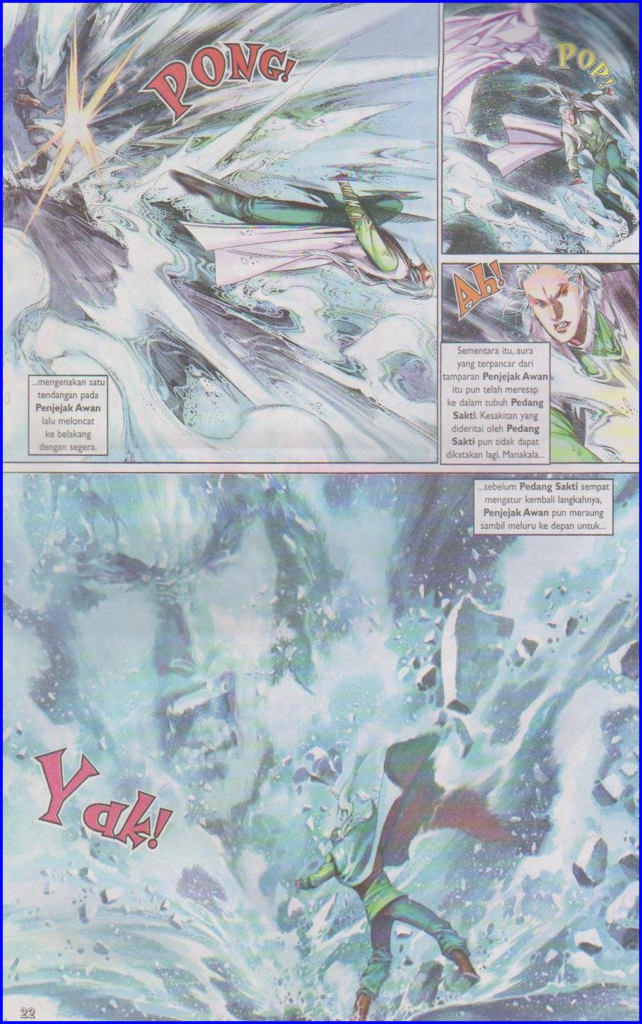 PONG!
...mengenakan satu
tendangan pada
Penjejak Awan
lalu meloncat
ke belakang
dengan segera.
POP!
Ah!
Sementara itu, aura
yang terpancar dari
tamparan Penjejak Awan
itu pun telah meresap
ke dalam tubuh Pedang
Sakti. Kesakitan yang
dideritai oleh Pedang
Sakti pun tidak dapat
dikatakan lagi. Manakala...
...sebelum Pedang Sakti sempat
mengatur kembali langkahnya,
Penjejak Awan pun meraung
sambil meluru ke depan untuk...
Yak!
22